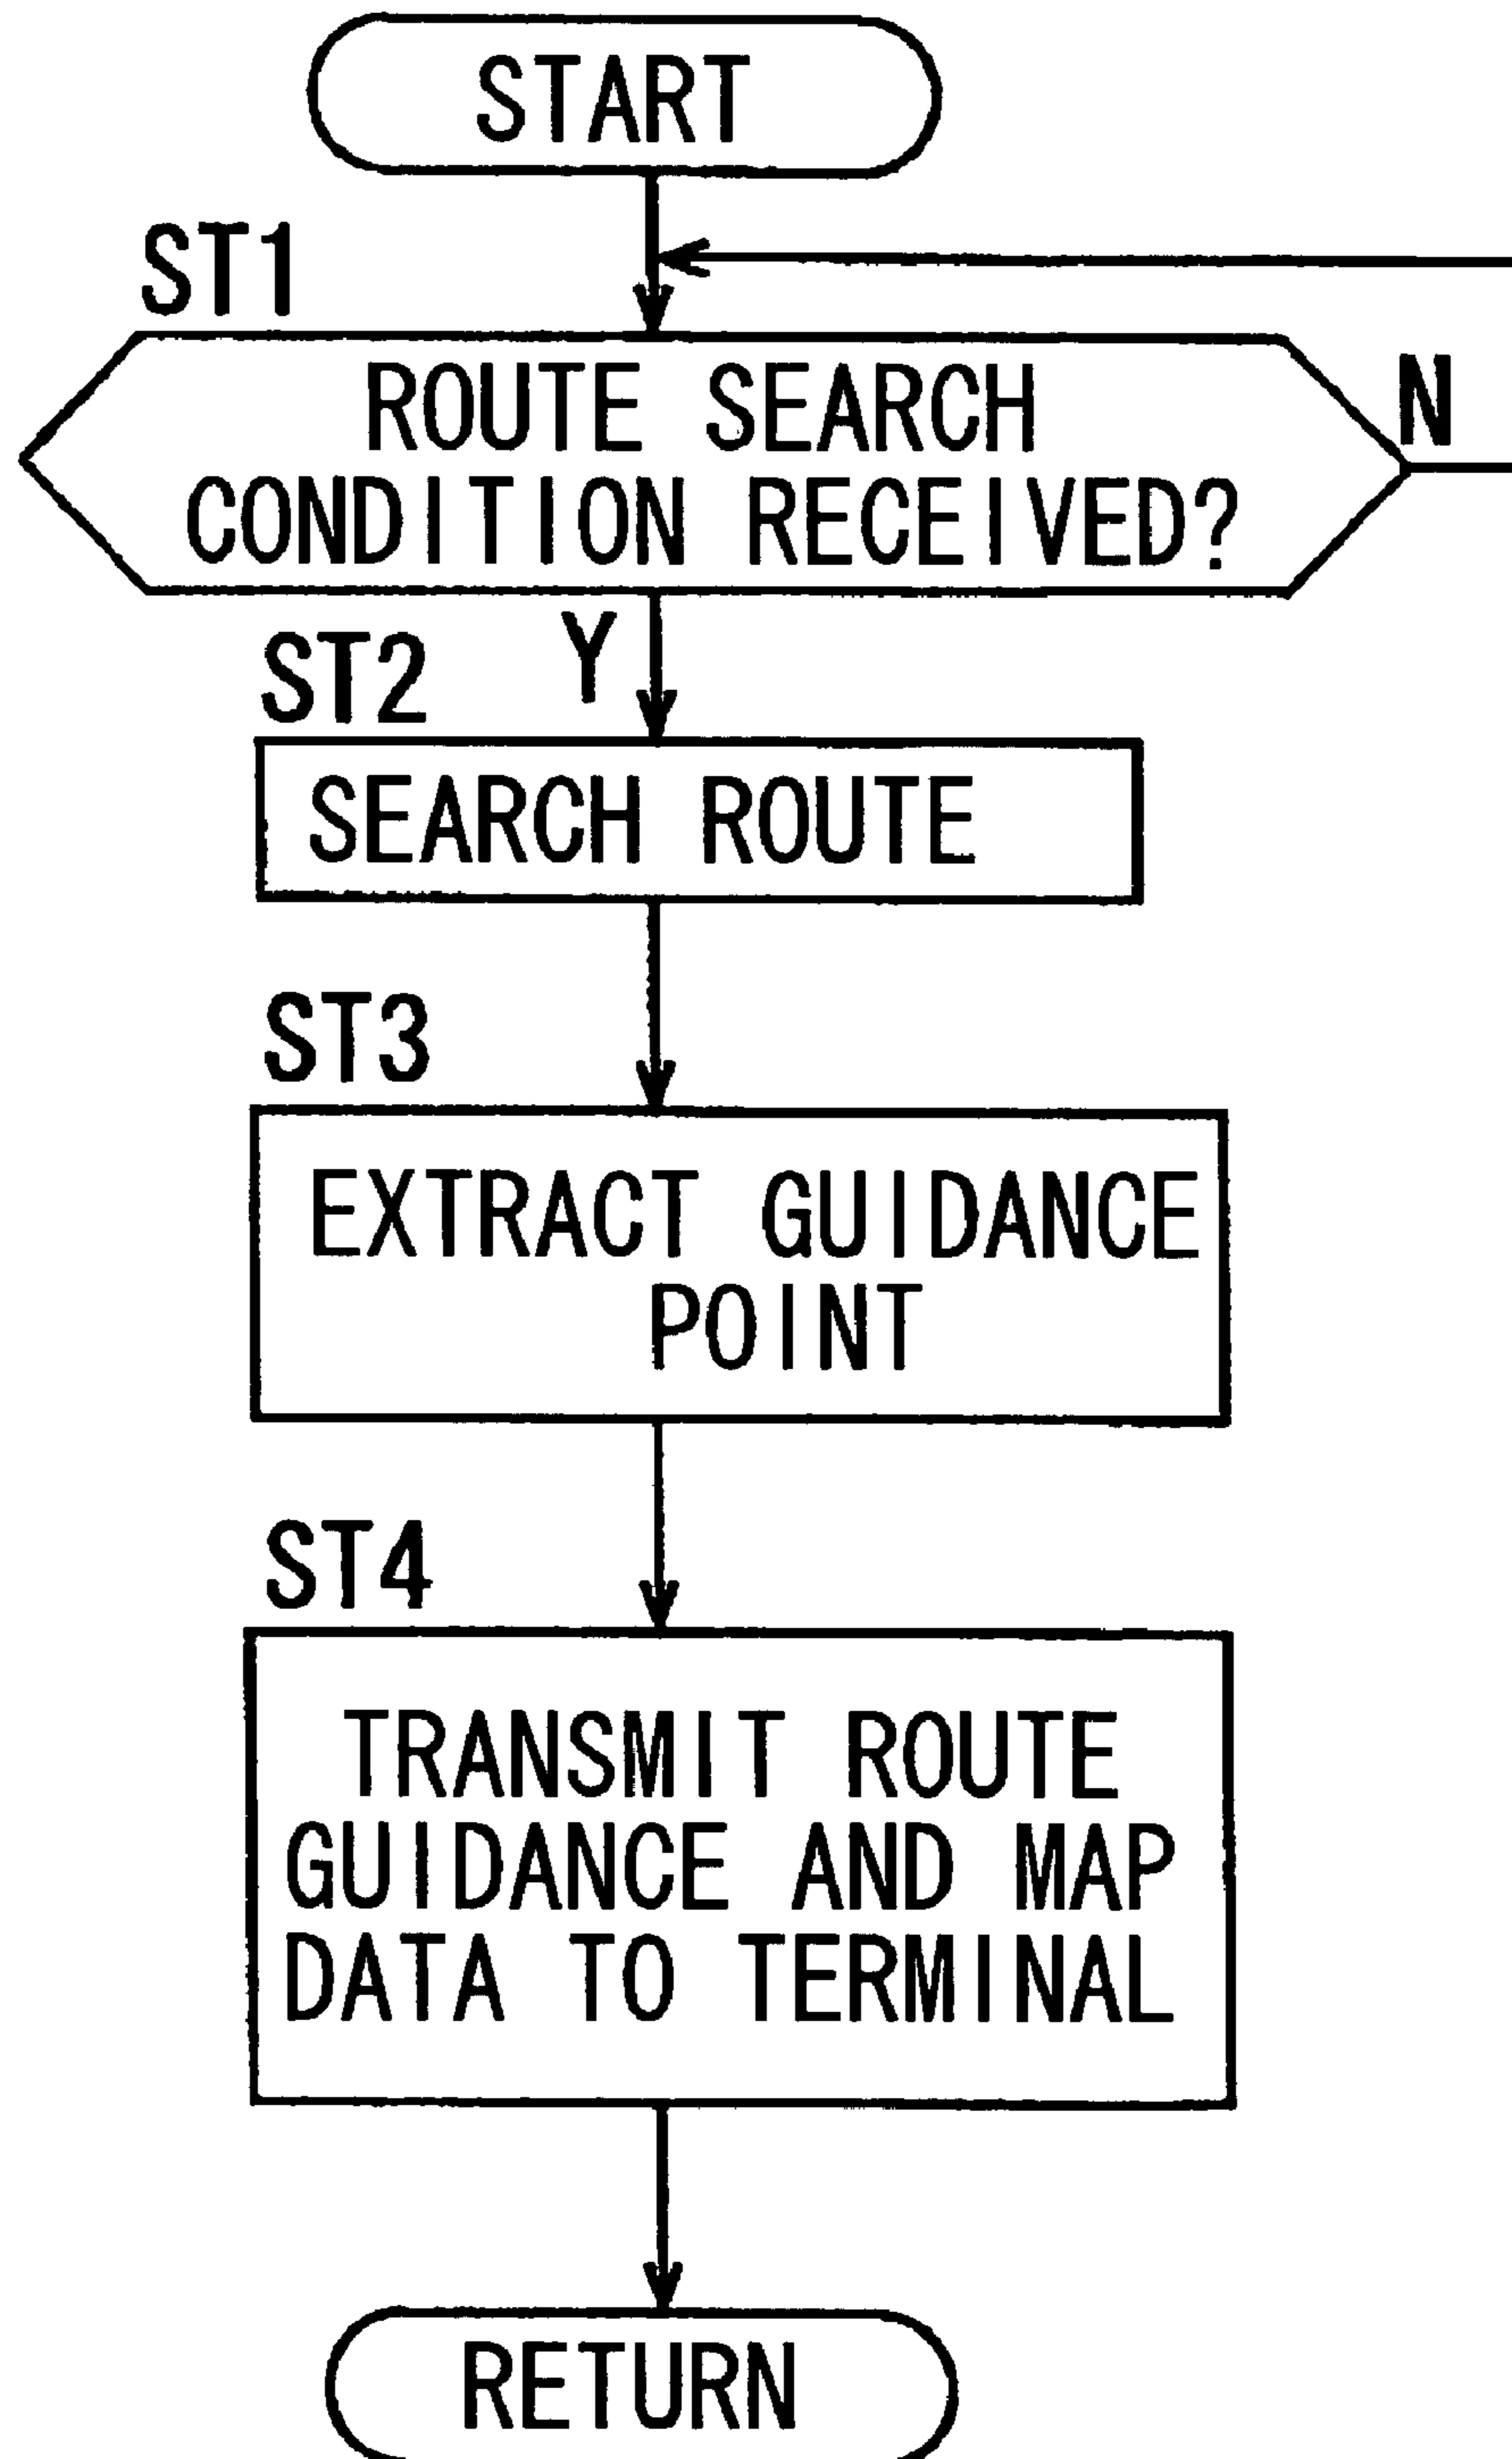 START
ST1
ROUTE SEARCH
CONDITION RECEIVED?
N
Y
ST2
SEARCH ROUTE
ST3
EXTRACT GUIDANCE
POINT
ST4
TRANSMIT ROUTE
GUIDANCE AND MAP
DATA TO TERMINAL
RETURN